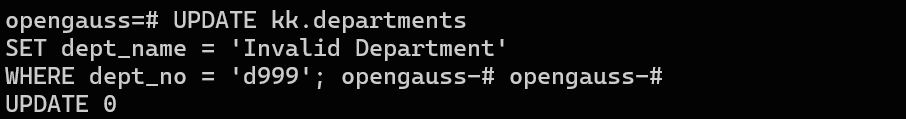 opengauss=# UPDATE kk.departments
SET dept_name = 'Invalid Department'
WHERE dept_no = 'd999'; opengauss-# opengauss-#
UPDATE 0